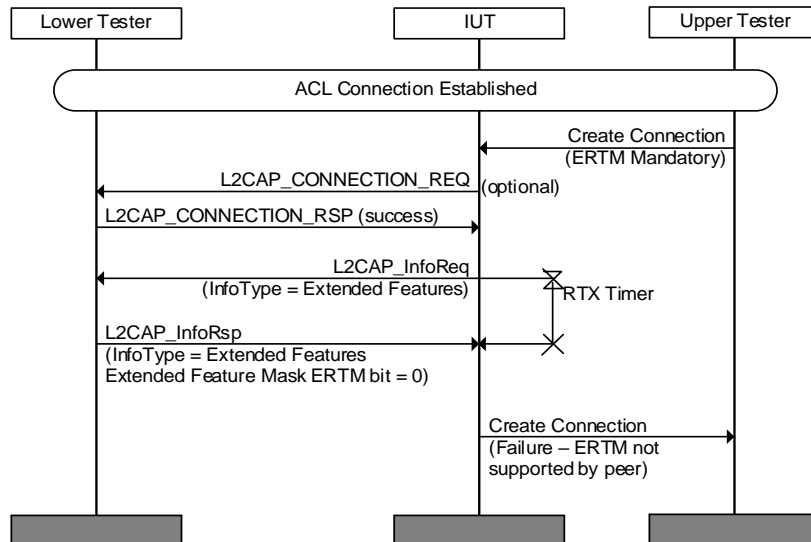 Lower Tester
IUT
Upper Tester
ACL Connection Established
Create Connection
(ERTM Mandatory)
L2CAP_CONNECTION_REQ
(optional)
L2CAP_CONNECTION_RSP (success)
L2CAP_InfoReq
(InfoType = Extended Features)
RTX Timer
L2CAP_InfoRsp
(InfoType = Extended Features
Extended Feature Mask ERTM bit = 0)
Create Connection
(Failure – ERTM not
supported by peer)